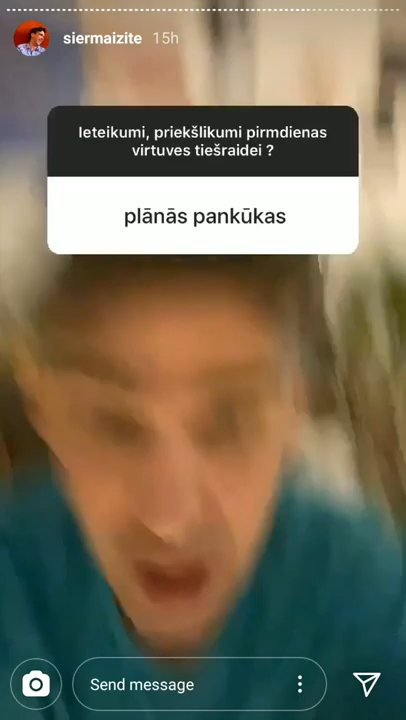 siermaizite 15h
Ieteikumi, priekšlikumi pirmdienas
virtuves tiešraidei ?
plānās pankūkas
Send message